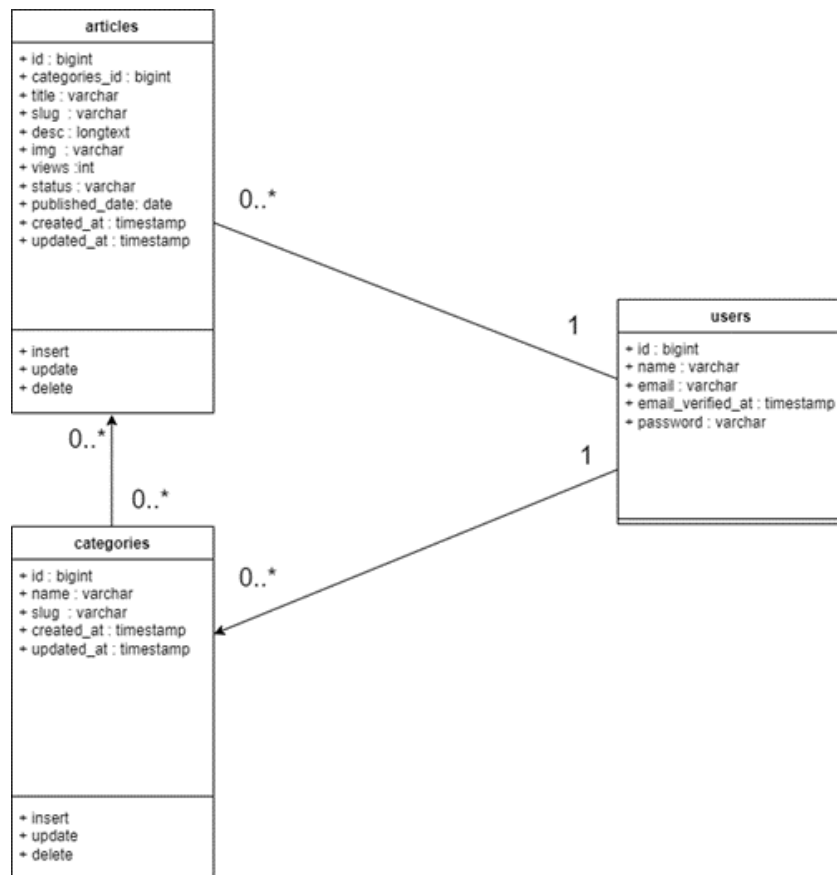 articles
+ id : bigint
+ categories_id : bigint
+ title : varchar
+ slug : varchar
+ desc : longtext
+ img : varchar
+ views :int
+ status : varchar
+ published_date: date
+ created_at : timestamp
+ updated_at : timestamp
+ insert
+ update
+ delete
0..*
1
users
+ id : bigint
+ name : varchar
+ email : varchar
+ email_verified_at : timestamp
+ password : varchar
1
0..*
0..*
0..*
categories
+ id : bigint
+ name : varchar
+ slug : varchar
+ created_at : timestamp
+ updated_at : timestamp
+ insert
+ update
+ delete